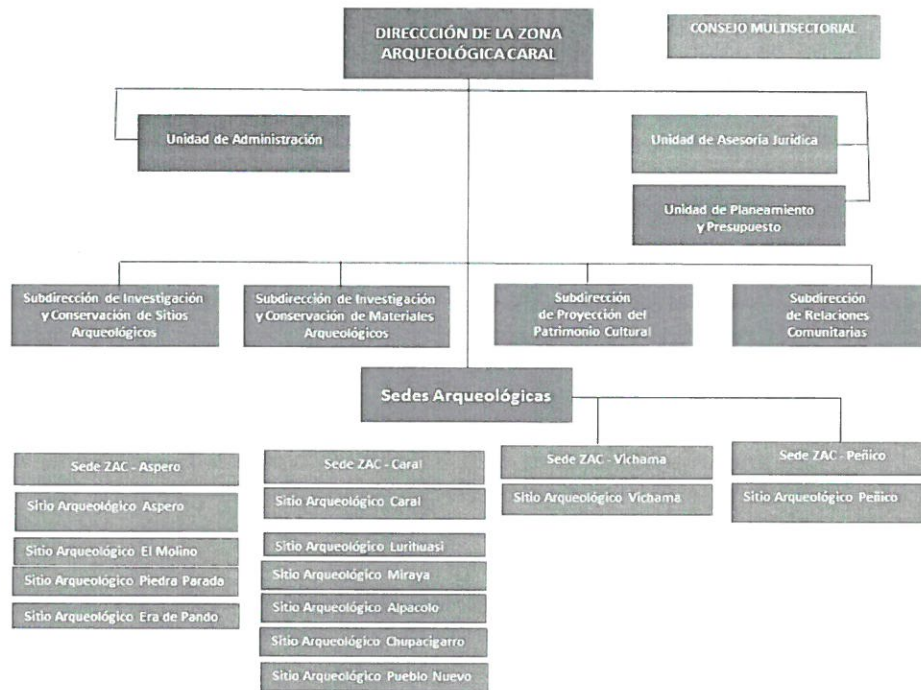 DIRECCCIÓN DE LA ZONA
ARQUEOLÓGICA CARAL
CONSEJO MULTISECTORIAL
Unidad de Administración
Unidad de Asesoría Jurídica
Unidad de Planeamiento
y Presupuesto
Subdirección de Investigación
y Conservación de Sitios
Arqueológicos
Subdirección de Investigación
y Conservación de Materiales
Arqueológicos
Subdirección
de Proyección del
Patrimonio Cultural
Subdirección
de Relaciones
Comunitarias
Sedes Arqueológicas
Sede ZAC - Aspero
Sitio Arqueológico Aspero
Sitio Arqueológico El Molino
Sitio Arqueológico Piedra Parada
Sitio Arqueológico Era de Pando
Sede ZAC - Caral
Sitio Arqueológico Caral
Sitio Arqueológico Lurihuasi
Sitio Arqueológico Miraya
Sitio Arqueológico Alpacolo
Sitio Arqueológico Chupacigarro
Sitio Arqueológico Pueblo Nuevo
Sede ZAC - Vichama
Sitio Arqueológico Vichama
Sede ZAC - Peñico
Sitio Arqueológico Peñico